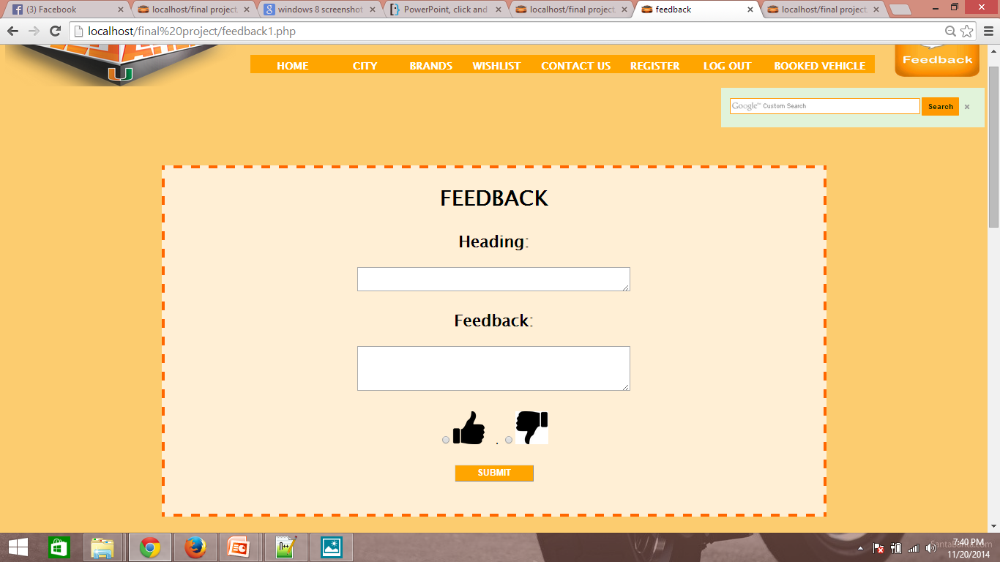 (3) Facebook
localhost/final project
windows 8 screenshot
PowerPoint, click and
localhost/final project
feedback
localhost/final project
localhost/final%20project/feedback1.php
U
HOME CITY BRANDS WISHLIST CONTACT US REGISTER LOG OUT BOOKED VEHICLE
Feedback
Google™ Custom Search
Search
FEEDBACK
Heading:
Feedback:
.
SUBMIT
7:40 PM
11/20/2014